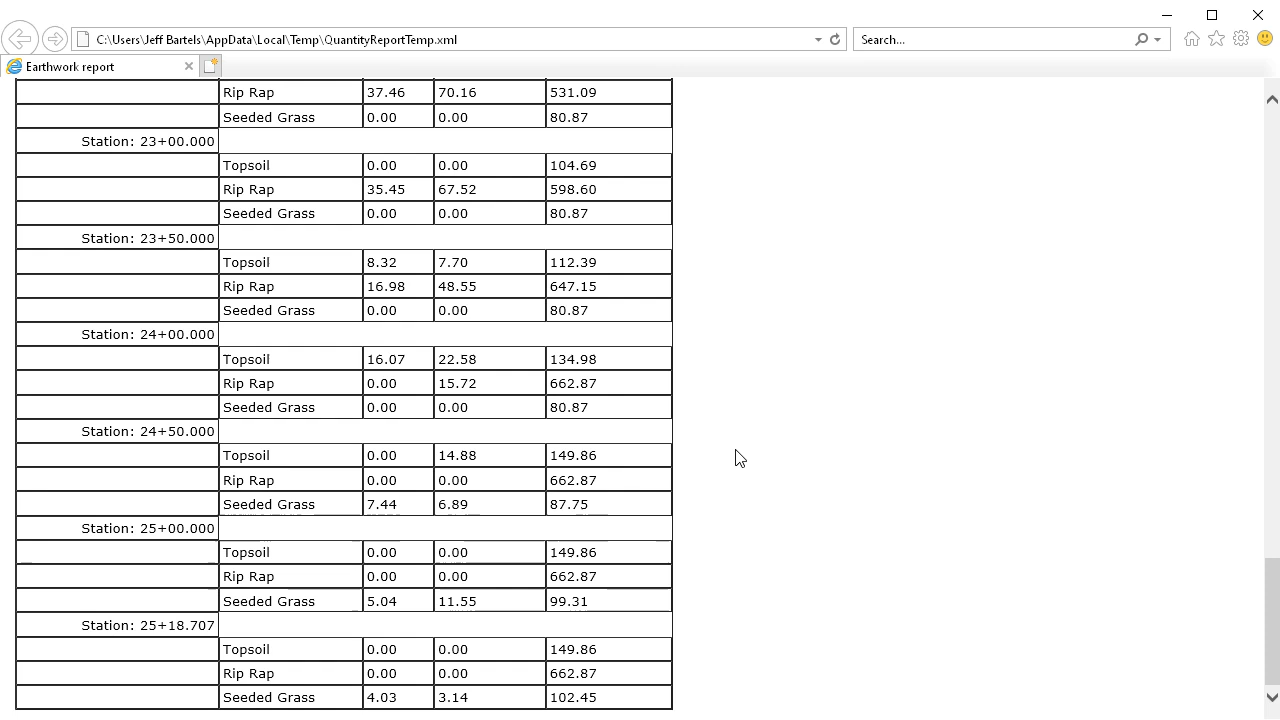 C:\Users\Jeff Bartels\AppData\Local\Temp\QuantityReportTemp.xml
Search...
Earthwork report
Rip Rap 37.46 70.16 531.09
Seeded Grass 0.00 0.00 80.87
Station: 23+00.000
Topsoil 0.00 0.00 104.69
Rip Rap 35.45 67.52 598.60
Seeded Grass 0.00 0.00 80.87
Station: 23+50.000
Topsoil 8.32 7.70 112.39
Rip Rap 16.98 48.55 647.15
Seeded Grass 0.00 0.00 80.87
Station: 24+00.000
Topsoil 16.07 22.58 134.98
Rip Rap 0.00 15.72 662.87
Seeded Grass 0.00 0.00 80.87
Station: 24+50.000
Topsoil 0.00 14.88 149.86
Rip Rap 0.00 0.00 662.87
Seeded Grass 7.44 6.89 87.75
Station: 25+00.000
Topsoil 0.00 0.00 149.86
Rip Rap 0.00 0.00 662.87
Seeded Grass 5.04 11.55 99.31
Station: 25+18.707
Topsoil 0.00 0.00 149.86
Rip Rap 0.00 0.00 662.87
Seeded Grass 4.03 3.14 102.45